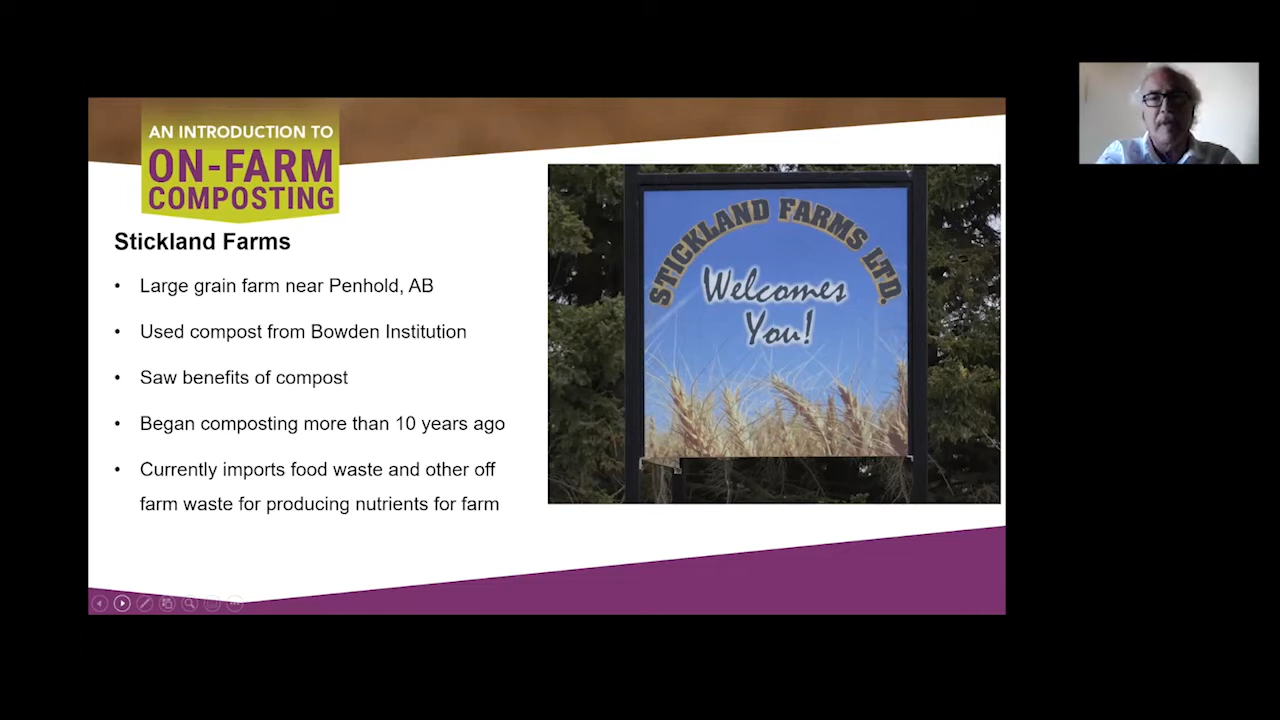 AN INTRODUCTION TO
ON-FARM
COMPOSTING
Stickland Farms
• Large grain farm near Penhold, AB
• Used compost from Bowden Institution
• Saw benefits of compost
• Began composting more than 10 years ago
• Currently imports food waste and other off
farm waste for producing nutrients for farm
STICKLAND FARMS LTD.
Welcomes
You!